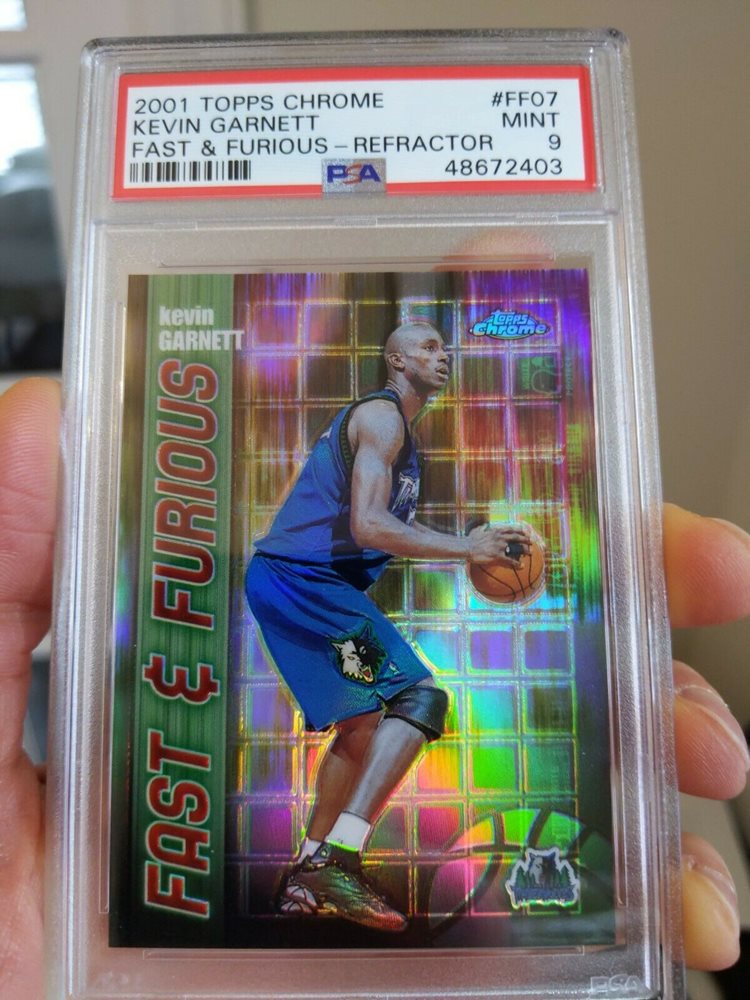 2001 TOPPS CHROME #FF07
KEVIN GARNETT MINT
FAST & FURIOUS – REFRACTOR 9
PSA 48672403
kevin
GARNETT
Topps
Chrome
FAST & FURIOUS
PSA